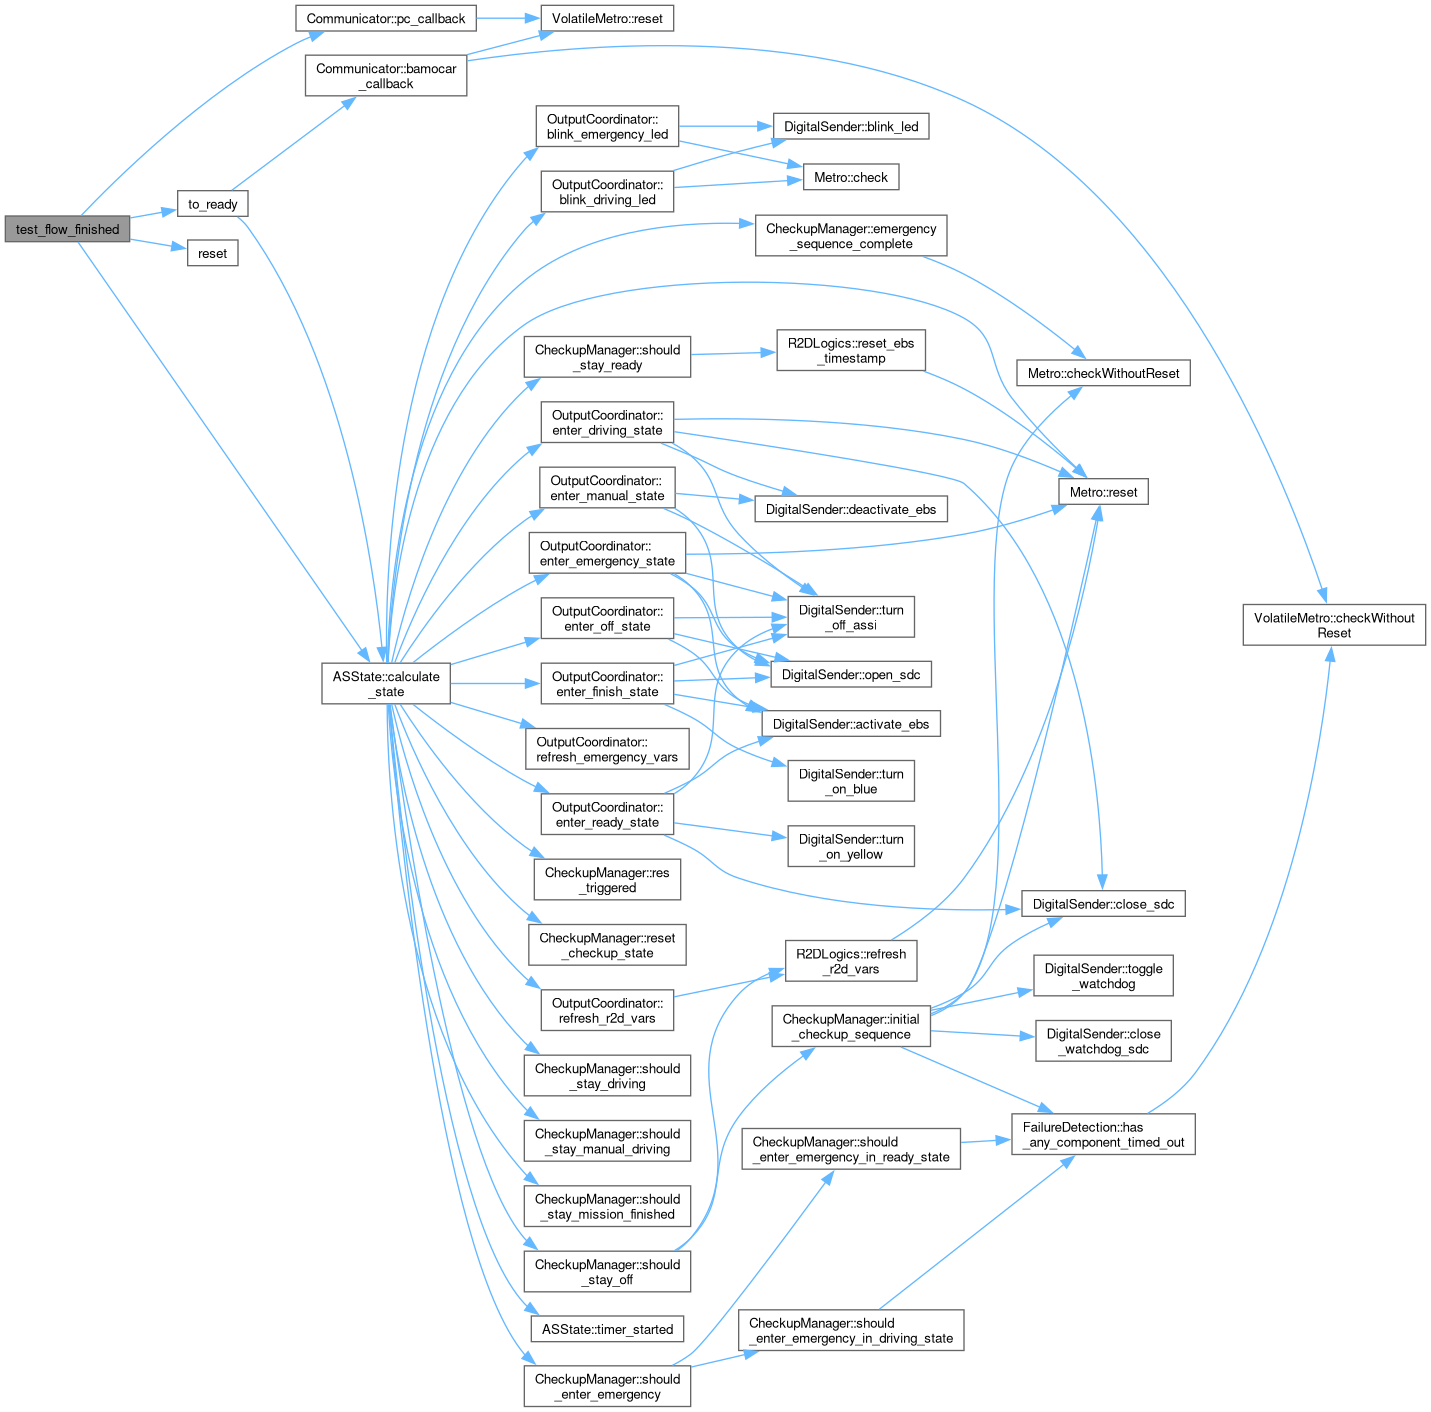 test_flow_finished
Communicator::pc_callback
VolatileMetro::reset
Communicator::bamocar
_callback
to_ready
reset
ASState::calculate
_state
OutputCoordinator::
blink_emergency_led
OutputCoordinator::
blink_driving_led
DigitalSender::blink_led
Metro::check
CheckupManager::emergency
_sequence_complete
CheckupManager::should
_stay_ready
R2DLogics::reset_ebs
_timestamp
Metro::checkWithoutReset
OutputCoordinator::
enter_driving_state
OutputCoordinator::
enter_manual_state
Metro::reset
DigitalSender::deactivate_ebs
OutputCoordinator::
enter_emergency_state
OutputCoordinator::
enter_off_state
DigitalSender::turn
_off_assi
VolatileMetro::checkWithout
Reset
OutputCoordinator::
enter_finish_state
DigitalSender::open_sdc
DigitalSender::activate_ebs
OutputCoordinator::
refresh_emergency_vars
DigitalSender::turn
_on_blue
OutputCoordinator::
enter_ready_state
DigitalSender::turn
_on_yellow
CheckupManager::res
_triggered
DigitalSender::close_sdc
CheckupManager::reset
_checkup_state
R2DLogics::refresh
_r2d_vars
DigitalSender::toggle
_watchdog
OutputCoordinator::
refresh_r2d_vars
CheckupManager::initial
_checkup_sequence
DigitalSender::close
_watchdog_sdc
CheckupManager::should
_stay_driving
CheckupManager::should
_stay_manual_driving
CheckupManager::should
_enter_emergency_in_ready_state
FailureDetection::has
_any_component_timed_out
CheckupManager::should
_stay_mission_finished
CheckupManager::should
_stay_off
ASState::timer_started
CheckupManager::should
_enter_emergency_in_driving_state
CheckupManager::should
_enter_emergency